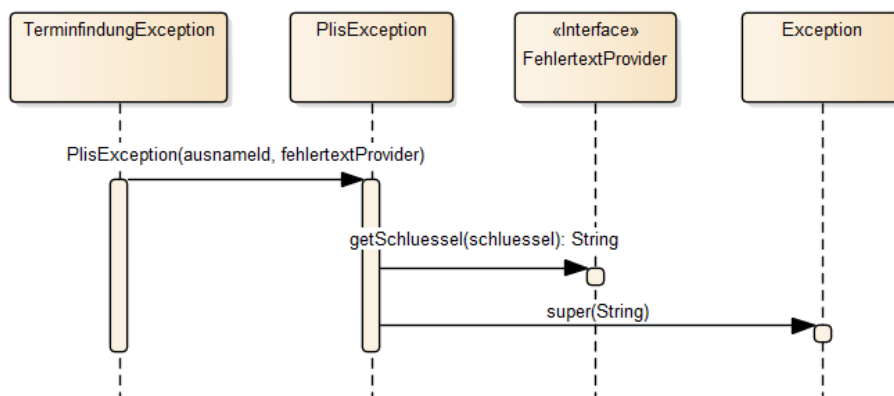 TerminfindungException
PlisException
«Interface»
FehlertextProvider
Exception
PlisException(ausnameId, fehlertextProvider)
getSchluessel(schluessel): String
super(String)